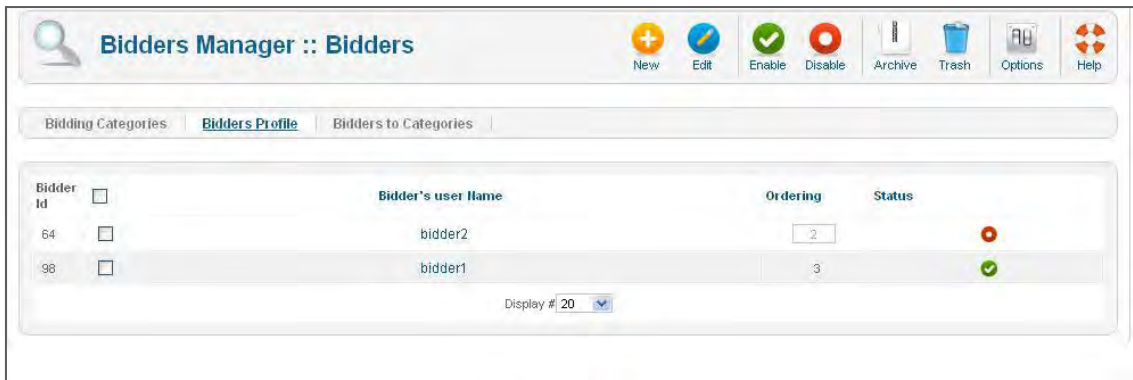 Bidders Manager :: Bidders
New Edit Enable Disable Archive Trash Options Help
Bidding Categories Bidders Profile Bidders to Categories
Bidder Id Bidder's user Name Ordering Status
64 bidder2 2
98 bidder1 3
Display # 20